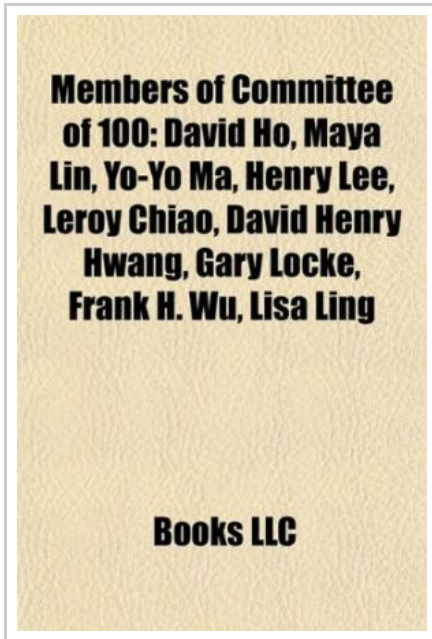 Members of Committee
of 100: David Ho, Maya
Lin, Yo-Yo Ma, Henry Lee,
Leroy Chiao, David Henry
Hwang, Gary Locke,
Frank H. Wu, Lisa Ling
Books LLC